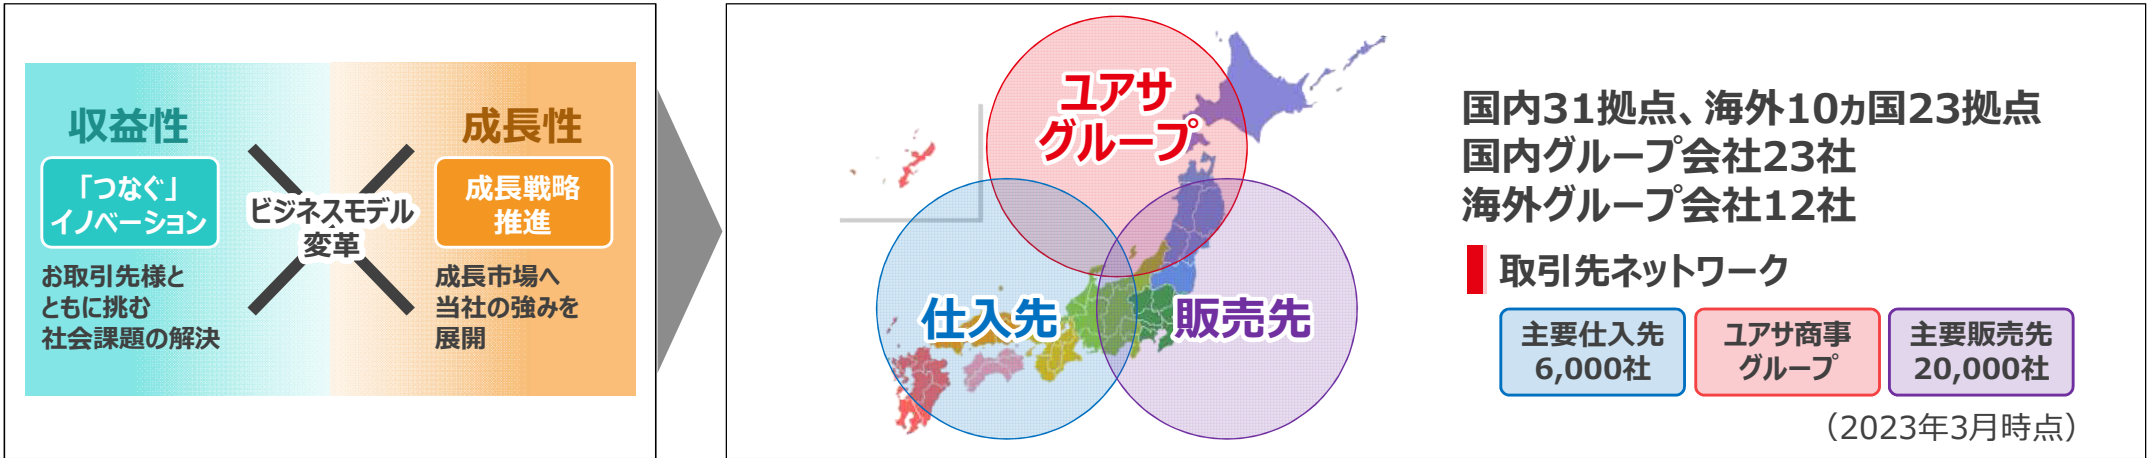 収益性
「つなぐ」
イノベーション
お取引先様と
ともに挑む
社会課題の解決
ビジネスモデル
変革
成長性
成長戦略
推進
成長市場へ
当社の強みを
展開
ユアサ
グループ
仕入先
販売先
国内31拠点、海外10ヵ国23拠点
国内グループ会社23社
海外グループ会社12社
取引先ネットワーク
主要仕入先
6,000社
ユアサ商事
グループ
主要販売先
20,000社
（2023年3月時点）